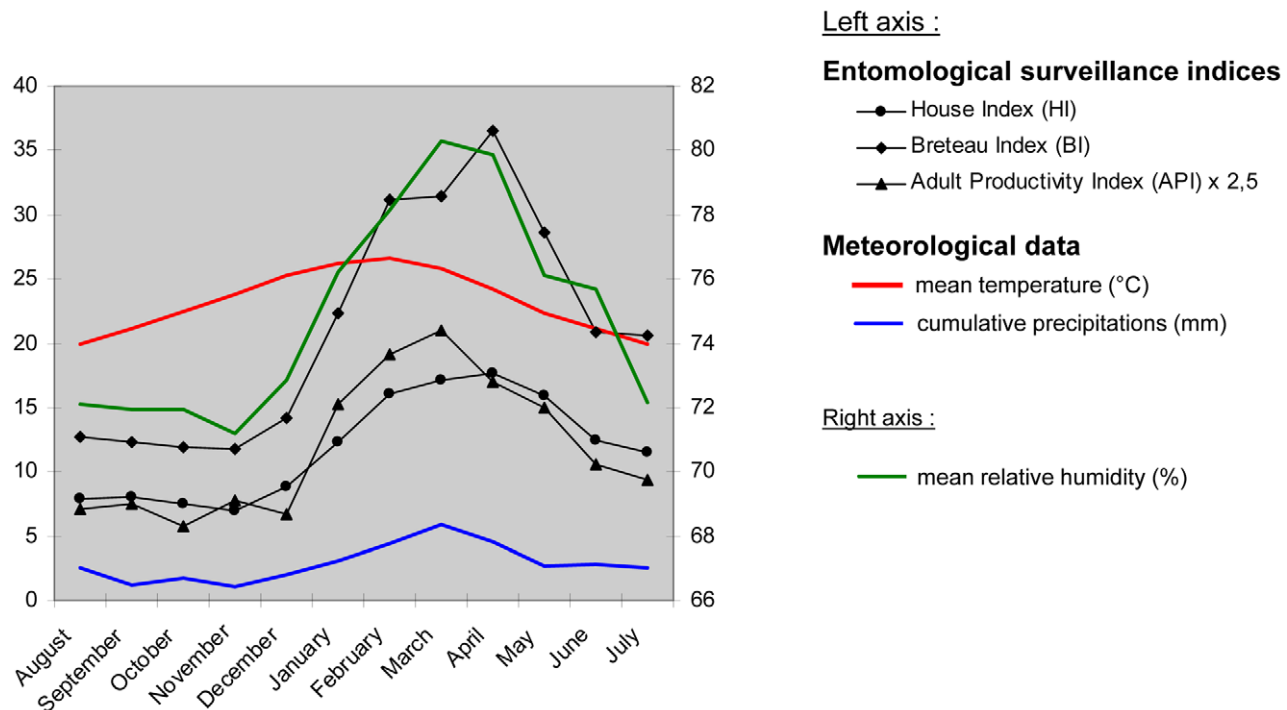 Left axis :
Entomological surveillance indices
House Index (HI)
Breteau Index (BI)
Adult Productivity Index (API) x 2,5
Meteorological data
mean temperature (°C)
cumulative precipitations (mm)
Right axis :
mean relative humidity (%)
40
35
30
25
20
15
10
5
0
82
80
78
76
74
72
70
68
66
August
September
October
November
December
January
February
March
April
May
June
July